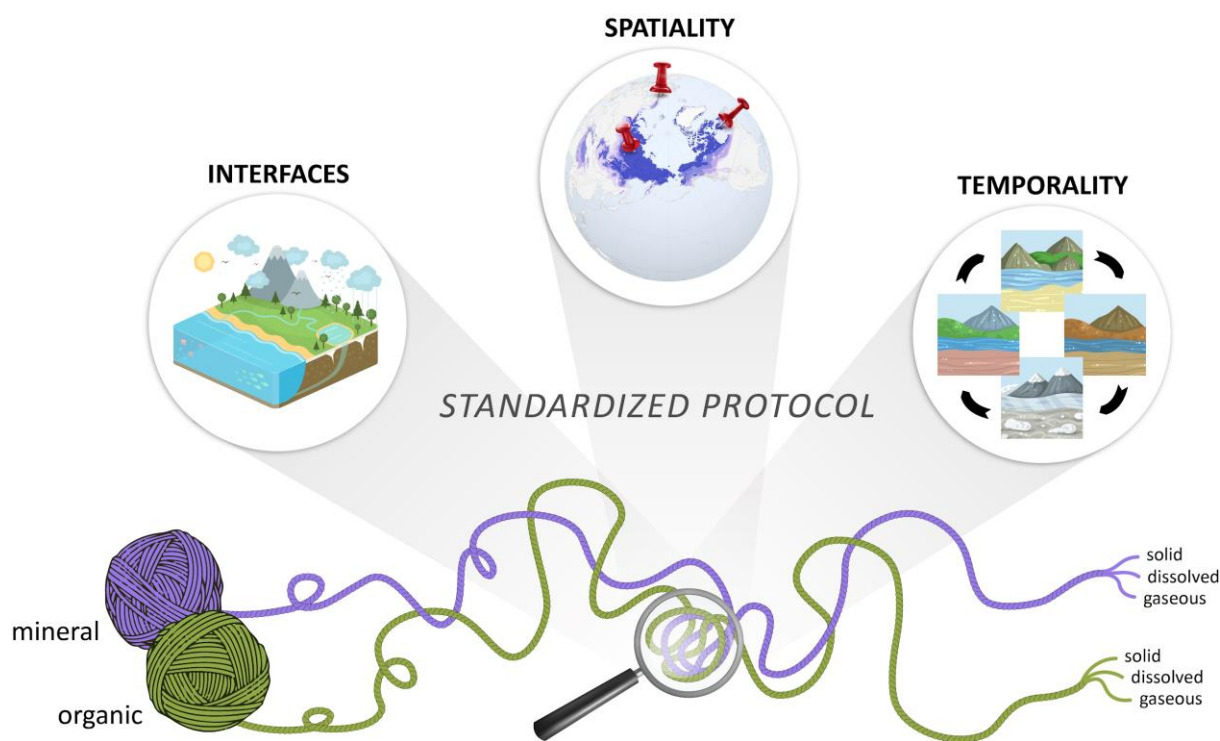 SPATIALITY
INTERFACES
TEMPORALITY
STANDARDIZED PROTOCOL
mineral
organic
solid
dissolved
gaseous
solid
dissolved
gaseous